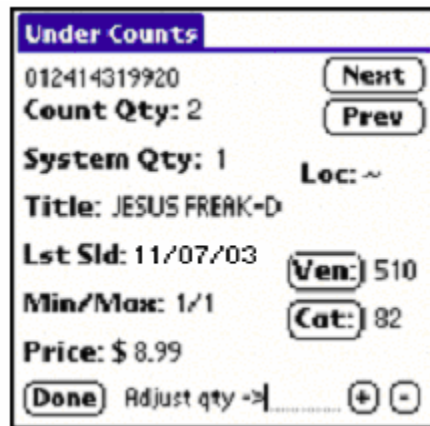 Under Counts
012414319920 Next
Count Qty: 2 Prev
System Qty: 1
Loc: ~
Title: JESUS FREAK-D
Lst Sld: 11/07/03
Ven: 510
Min/Max: 1/1
Cat: 82
Price: $ 8.99
Done Adjust qty -> + -